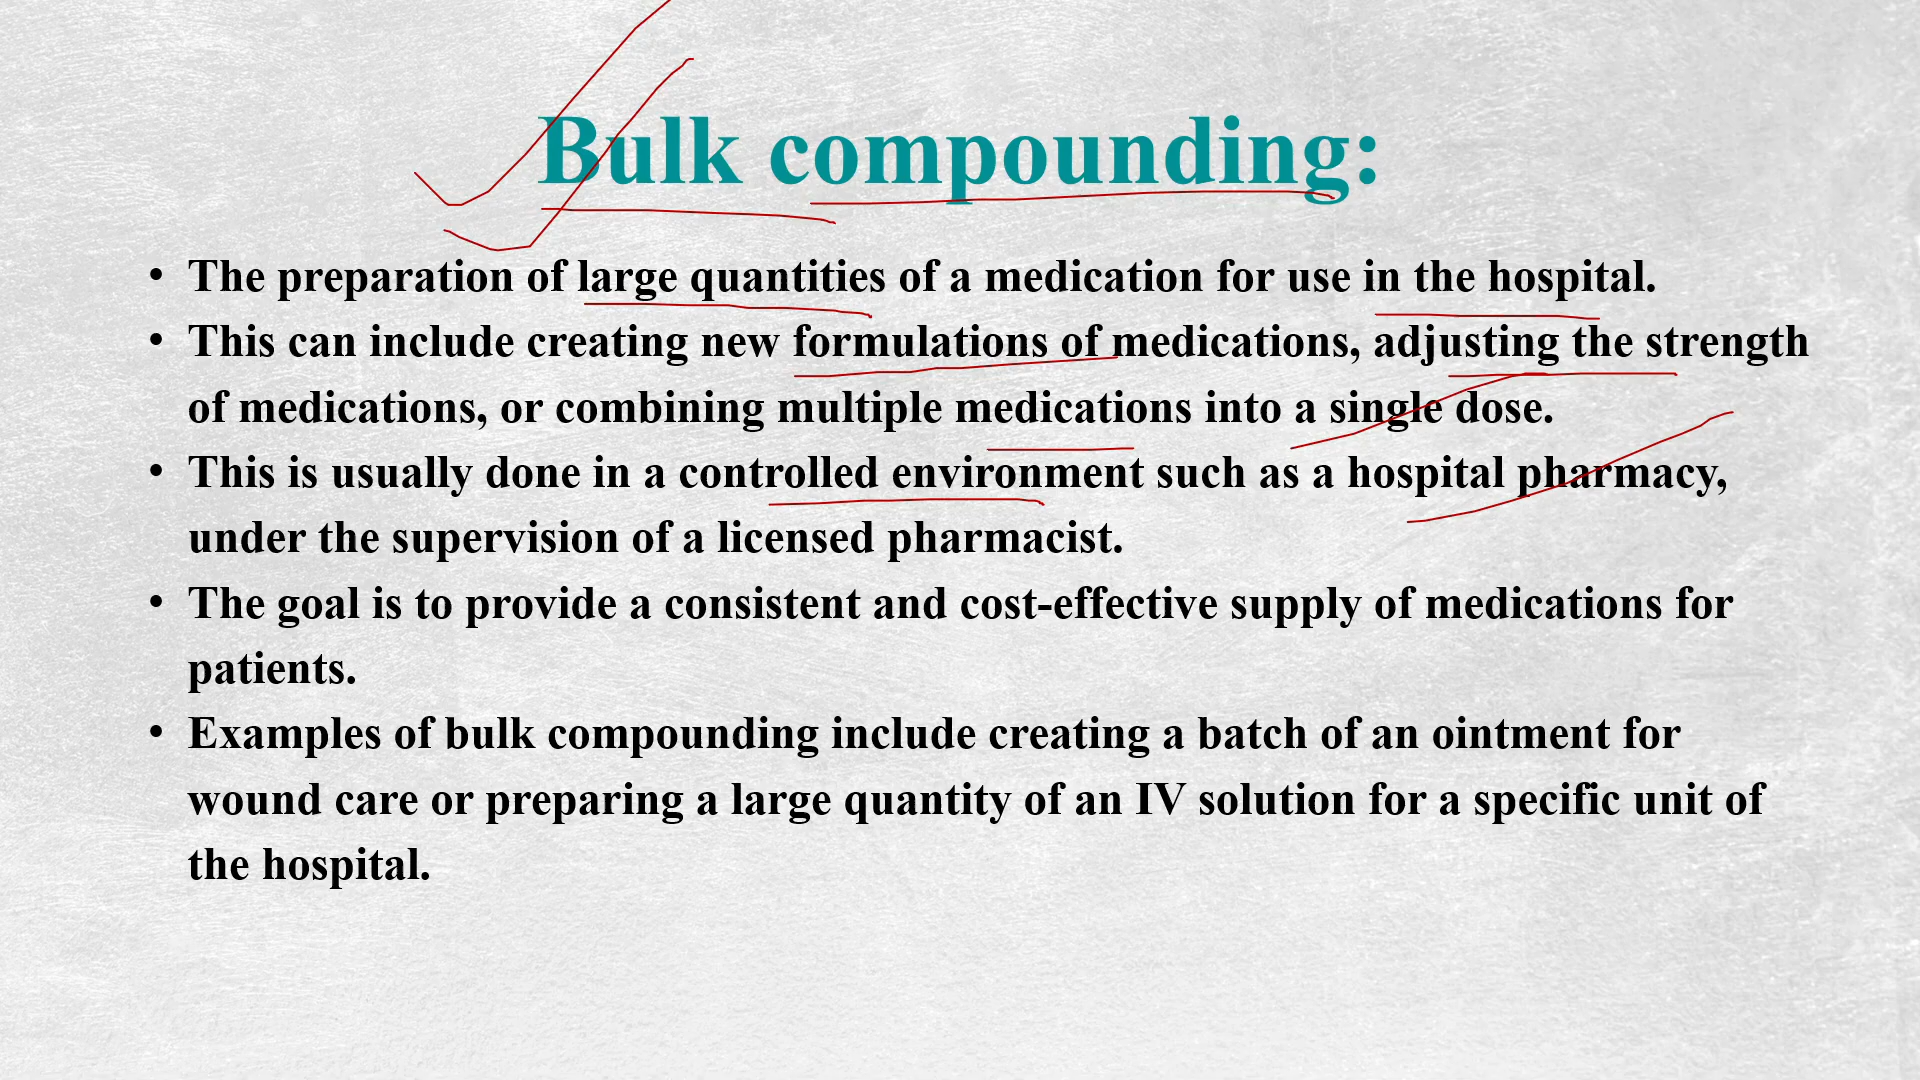 Bulk compounding:
• The preparation of large quantities of a medication for use in the hospital.
• This can include creating new formulations of medications, adjusting the strength
of medications, or combining multiple medications into a single dose.
• This is usually done in a controlled environment such as a hospital pharmacy,
under the supervision of a licensed pharmacist.
• The goal is to provide a consistent and cost-effective supply of medications for
patients.
• Examples of bulk compounding include creating a batch of an ointment for
wound care or preparing a large quantity of an IV solution for a specific unit of
the hospital.